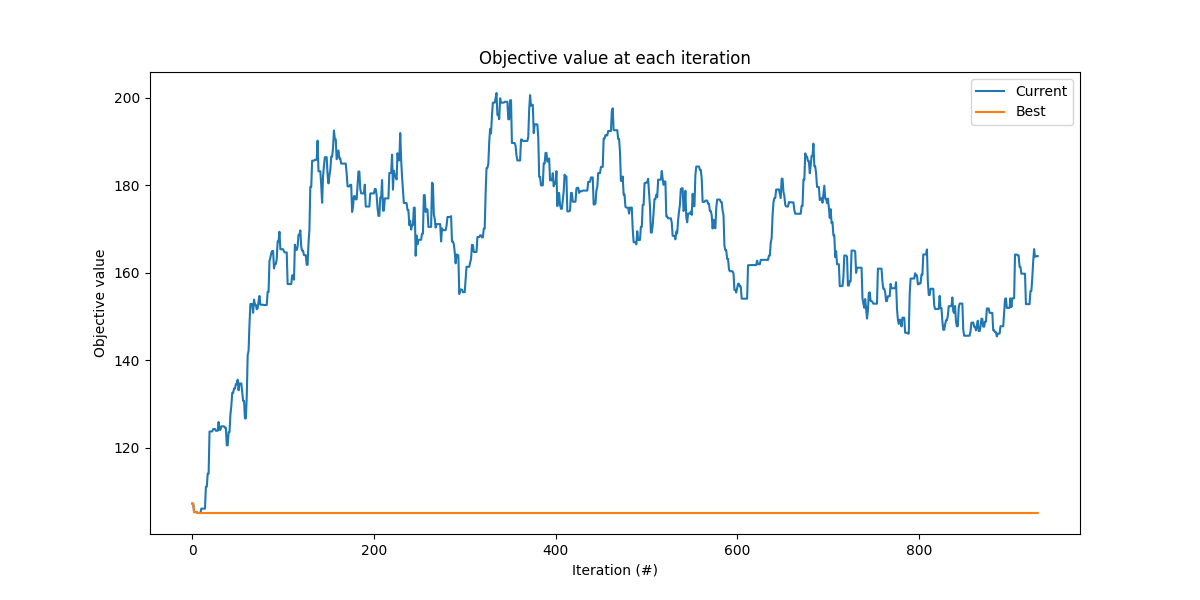 Objective value at each iteration
Current
Best
200
180
160
140
120
Objective value
0
200
400
600
800
Iteration (#)